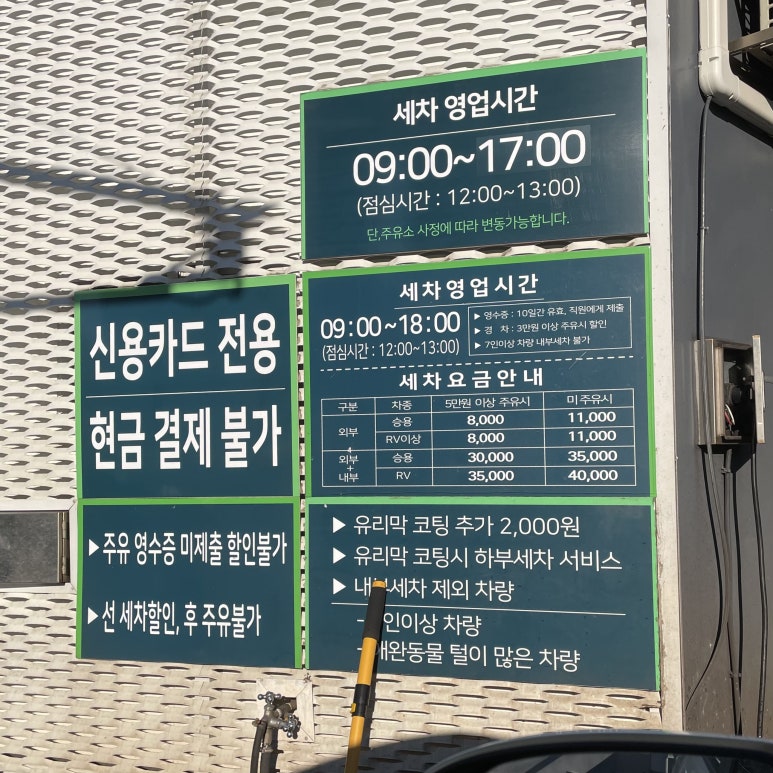 세차 영업시간
09:00~17:00
(점심시간 : 12:00~13:00)
단,주유소 사정에 따라 변동가능합니다.
신용카드 전용
현금 결제 불가
세차영업시간
09:00~18:00
(점심시간 : 12:00~13:00)
▶ 영수증 : 10일간 유효, 직원에게 제출
▶ 경 차 : 3만원 이상 주유시 할인
▶ 7인이상 차량 내부세차 불가
세차요금안내
구분 차종 5만원 이상 주유시 미주유시
외부 승용 8,000 11,000
RV이상 8,000 11,000
외부 + 내부 승용 30,000 35,000
RV 35,000 40,000
▶ 주유 영수증 미제출 할인불가
▶ 선 세차할인, 후 주유불가
▶ 유리막 코팅 추가 2,000원
▶ 유리막 코팅시 하부세차 서비스
▶ 제외 차량
차량
털이 많은 차량